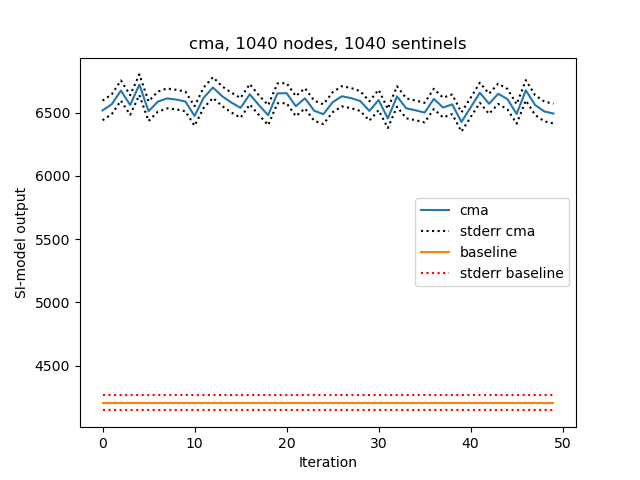 cma, 1040 nodes, 1040 sentinels
SI-model output
6500
6000
5500
5000
4500
cma
stderr cma
baseline
stderr baseline
0
10
20
30
40
50
Iteration